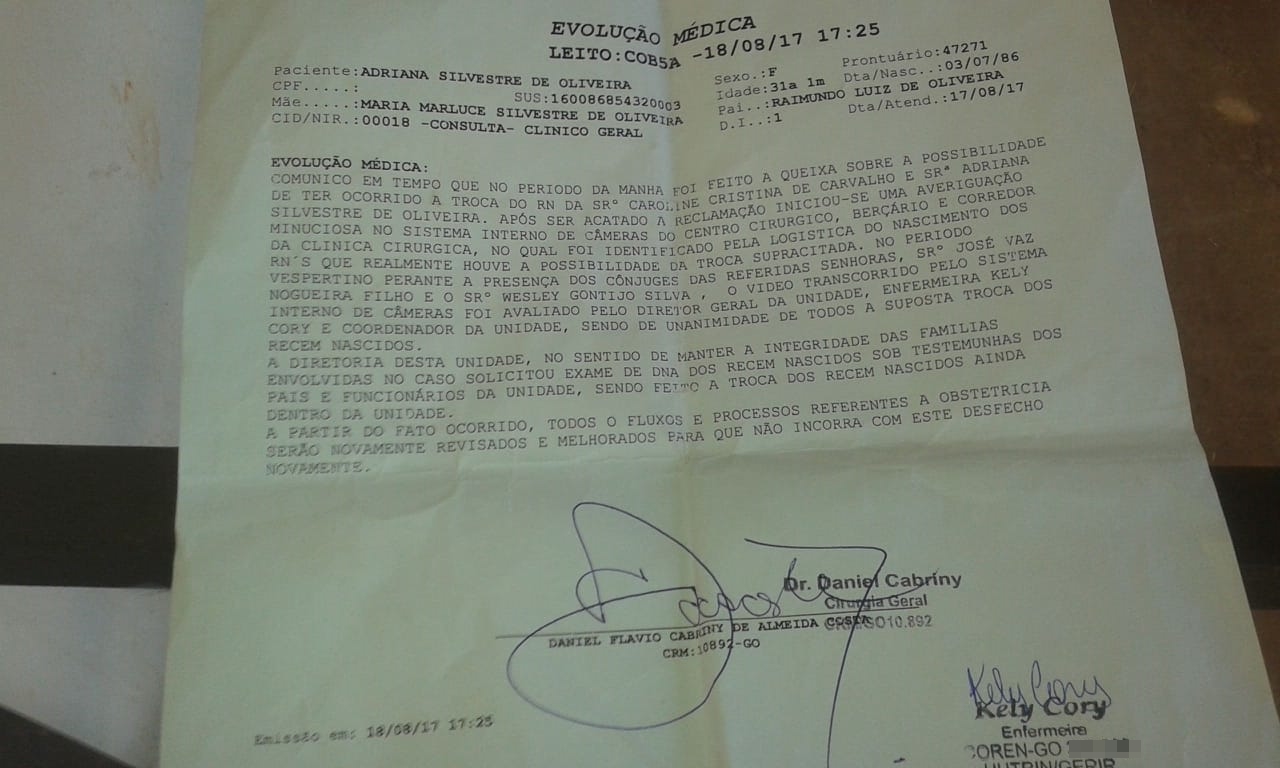 EVOLUÇÃO MÉDICA
LEITO:COB5A -18/08/17 17:25
Paciente:ADRIANA SILVESTRE DE OLIVEIRA Sexo.:F Prontuário:47271
CPF.....: SUS:160086854320003 Idade:31a 1m Dta/Nasc..:03/07/86
Mãe.....:MARIA MARLUCE SILVESTRE DE OLIVEIRA Pai..:RAIMUNDO LUIZ DE OLIVEIRA
CID/NIR.:00018 -CONSULTA- CLINICO GERAL D.I..:1 Dta/Atend.:17/08/17
EVOLUÇÃO MÉDICA:
COMUNICO EM TEMPO QUE NO PERIODO DA MANHA FOI FEITO A QUEIXA SOBRE A POSSIBILIDADE
DE TER OCORRIDO A TROCA DO RN DA SRº CAROLINE CRISTINA DE CARVALHO E SRª ADRIANA
SILVESTRE DE OLIVEIRA. APÓS SER ACATADO A RECLAMAÇÃO INICIOU-SE UMA AVERIGUAÇÃO
MINUCIOSA NO SISTEMA INTERNO DE CÂMERAS DO CENTRO CIRURGICO, BERÇÁRIO E CORREDOR
DA CLINICA CIRURGICA, NO QUAL FOI IDENTIFICADO PELA LOGISTICA DO NASCIMENTO DOS
RN´S QUE REALMENTE HOUVE A POSSIBILIDADE DA TROCA SUPRACITADA. NO PERIODO
VESPERTINO PERANTE A PRESENÇA DOS CÔNJUGES DAS REFERIDAS SENHORAS, SRº JOSÉ VAZ
NOGUEIRA FILHO E O SRº WESLEY GONTIJO SILVA , O VIDEO TRANSCORRIDO PELO SISTEMA
INTERNO DE CÂMERAS FOI AVALIADO PELO DIRETOR GERAL DA UNIDADE, ENFERMEIRA KELY
CORY E COORDENADOR DA UNIDADE, SENDO DE UNANIMIDADE DE TODOS A SUPOSTA TROCA DOS
RECEM NASCIDOS.
A DIRETORIA DESTA UNIDADE, NO SENTIDO DE MANTER A INTEGRIDADE DAS FAMILIAS
ENVOLVIDAS NO CASO SOLICITOU EXAME DE DNA DOS RECEM NASCIDOS SOB TESTEMUNHAS DOS
PAIS E FUNCIONÁRIOS DA UNIDADE, SENDO FEITO A TROCA DOS RECEM NASCIDOS AINDA
DENTRO DA UNIDADE.
A PARTIR DO FATO OCORRIDO, TODOS O FLUXOS E PROCESSOS REFERENTES A OBSTETRICIA
SERÃO NOVAMENTE REVISADOS E MELHORADOS PARA QUE NÃO INCORRA COM ESTE DESFECHO
NOVAMENTE.
Dr. Daniel Cabriny
Cirurgia Geral
CRM-GO10.892
DANIEL FLAVIO CABRINY DE ALMEIDA COSTA
CRM:10892-GO
Kely Cory
Kely Cory
Enfermeira
COREN-GO
HUTRIN/GERIR
Emissão em: 18/08/17 17:25